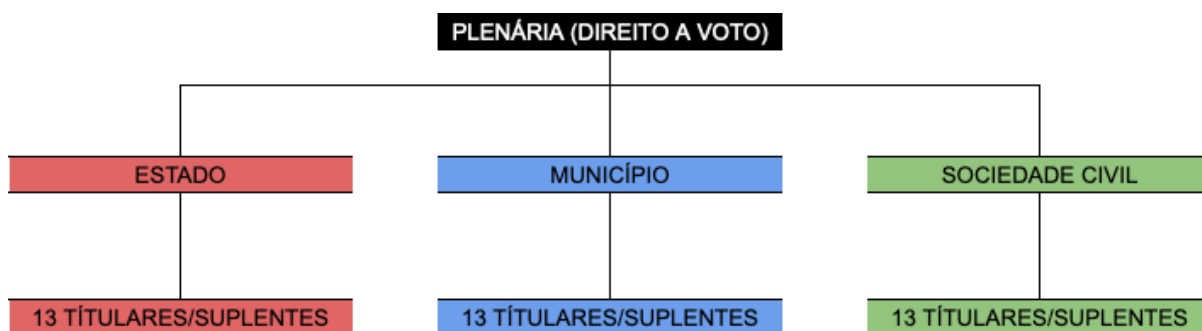 PLENÁRIA (DIREITO A VOTO)
ESTADO
MUNICÍPIO
SOCIEDADE CIVIL
13 TÍTULARES/SUPLENTES
13 TÍTULARES/SUPLENTES
13 TÍTULARES/SUPLENTES